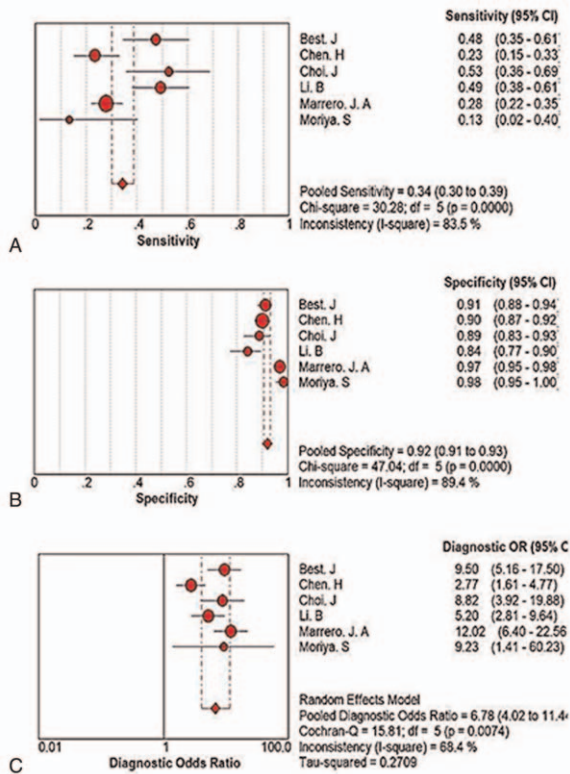 Sensitivity (95% CI)
Best. J 0.48 (0.35 - 0.61
Chen. H 0.23 (0.15 - 0.33
Choi. J 0.53 (0.36 - 0.69
Li. B 0.49 (0.38 - 0.61
Marrero. J. A 0.28 (0.22 - 0.35
Moriya. S 0.13 (0.02 - 0.40
Pooled Sensitivity = 0.34 (0.30 to 0.39)
Chi-square = 30.28; df = 5 (p = 0.0000)
Inconsistency (I-square) = 83.5 %
0 .2 .4 .6 .8 1
Sensitivity
A
Specificity (95% CI)
Best. J 0.91 (0.88 - 0.94
Chen. H 0.90 (0.87 - 0.92
Choi. J 0.89 (0.83 - 0.93
Li. B 0.84 (0.77 - 0.90
Marrero. J. A 0.97 (0.95 - 0.98
Moriya. S 0.98 (0.95 - 1.00
Pooled Specificity = 0.92 (0.91 to 0.93)
Chi-square = 47.04; df = 5 (p = 0.0000)
Inconsistency (I-square) = 89.4 %
0 .2 .4 .6 .8 1
Specificity
B
Diagnostic OR (95% C
Best. J 9.50 (5.16 - 17.50
Chen. H 2.77 (1.61 - 4.77
Choi. J 8.82 (3.92 - 19.88
Li. B 5.20 (2.81 - 9.64
Marrero. J. A 12.02 (6.40 - 22.56
Moriya. S 9.23 (1.41 - 60.23
Random Effects Model
Pooled Diagnostic Odds Ratio = 6.78 (4.02 to 11.4
Cochran-Q = 15.81; df = 5 (p = 0.0074)
Inconsistency (I-square) = 68.4 %
Tau-squared = 0.2709
0.01 1 100.0
Diagnostic Odds Ratio
C